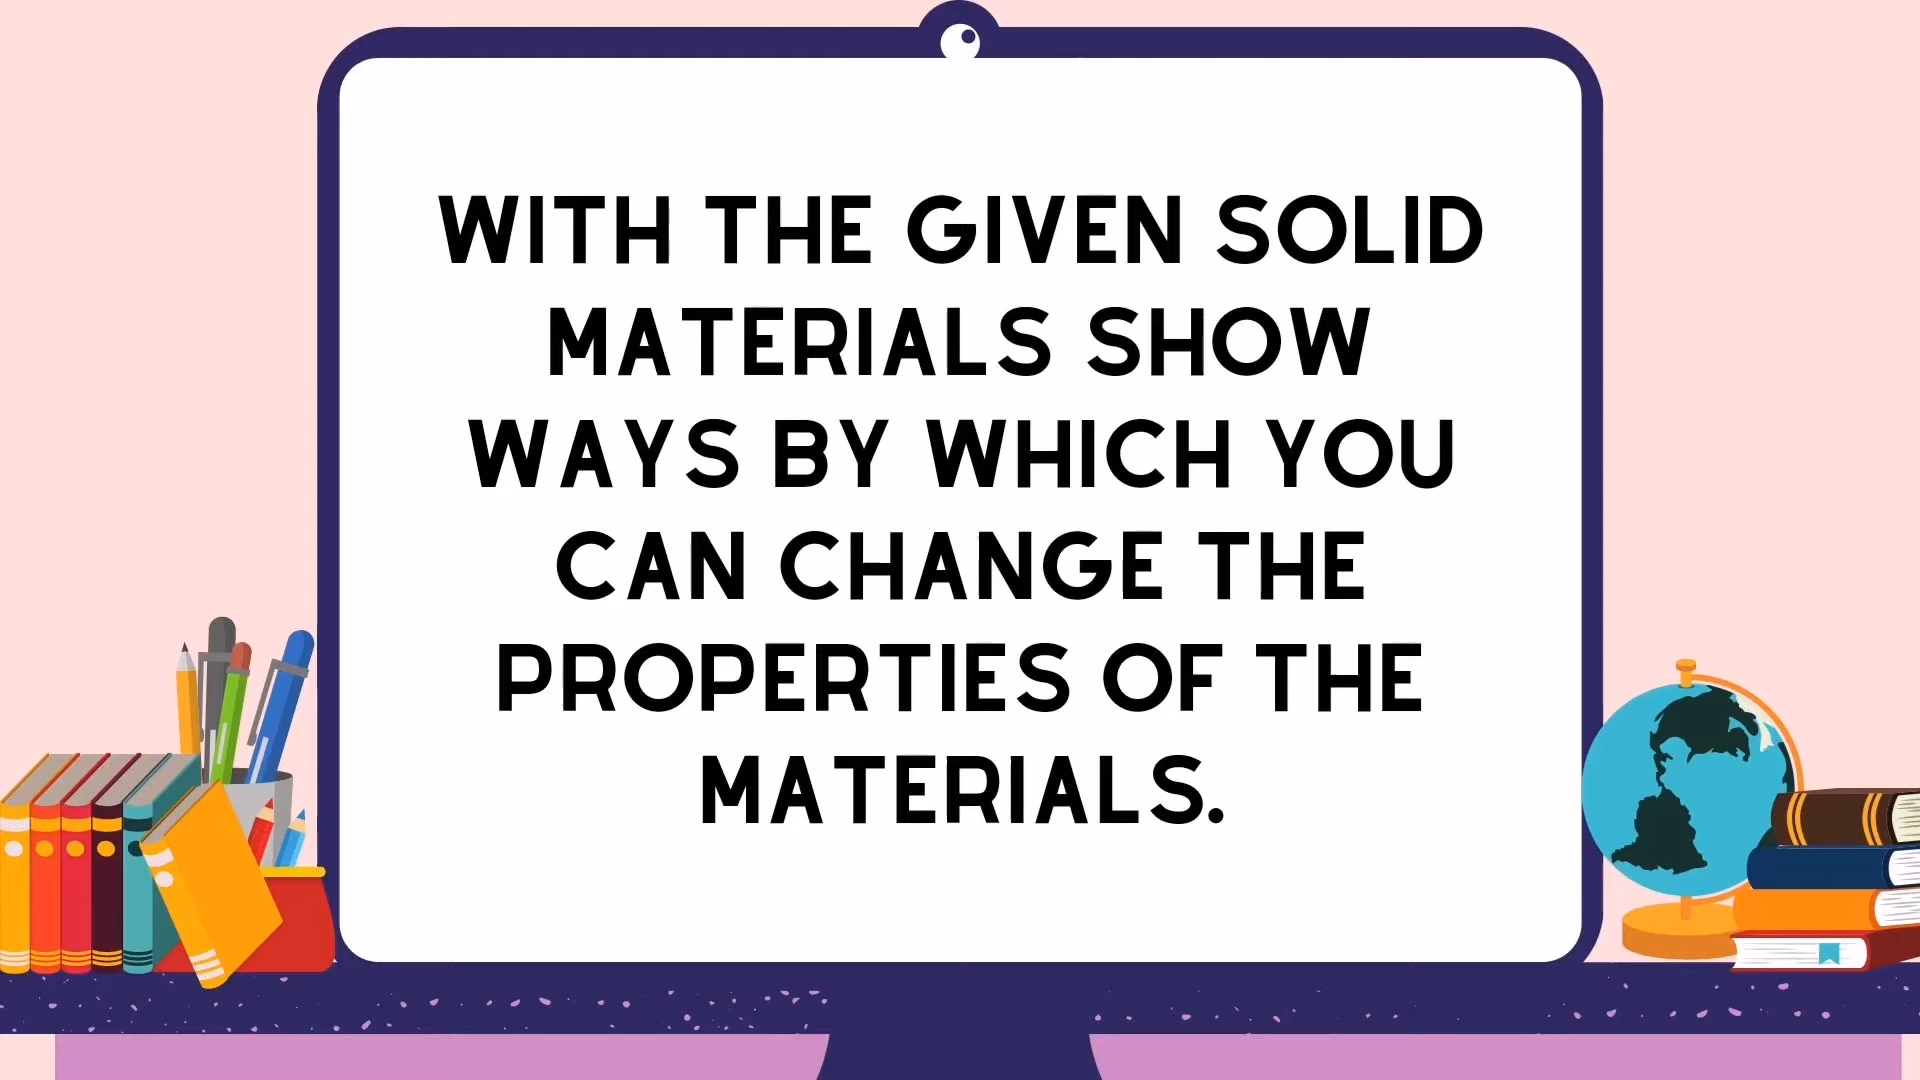 WITH THE GIVEN SOLID
MATERIALS SHOW
WAYS BY WHICH YOU
CAN CHANGE THE
PROPERTIES OF THE
MATERIALS.